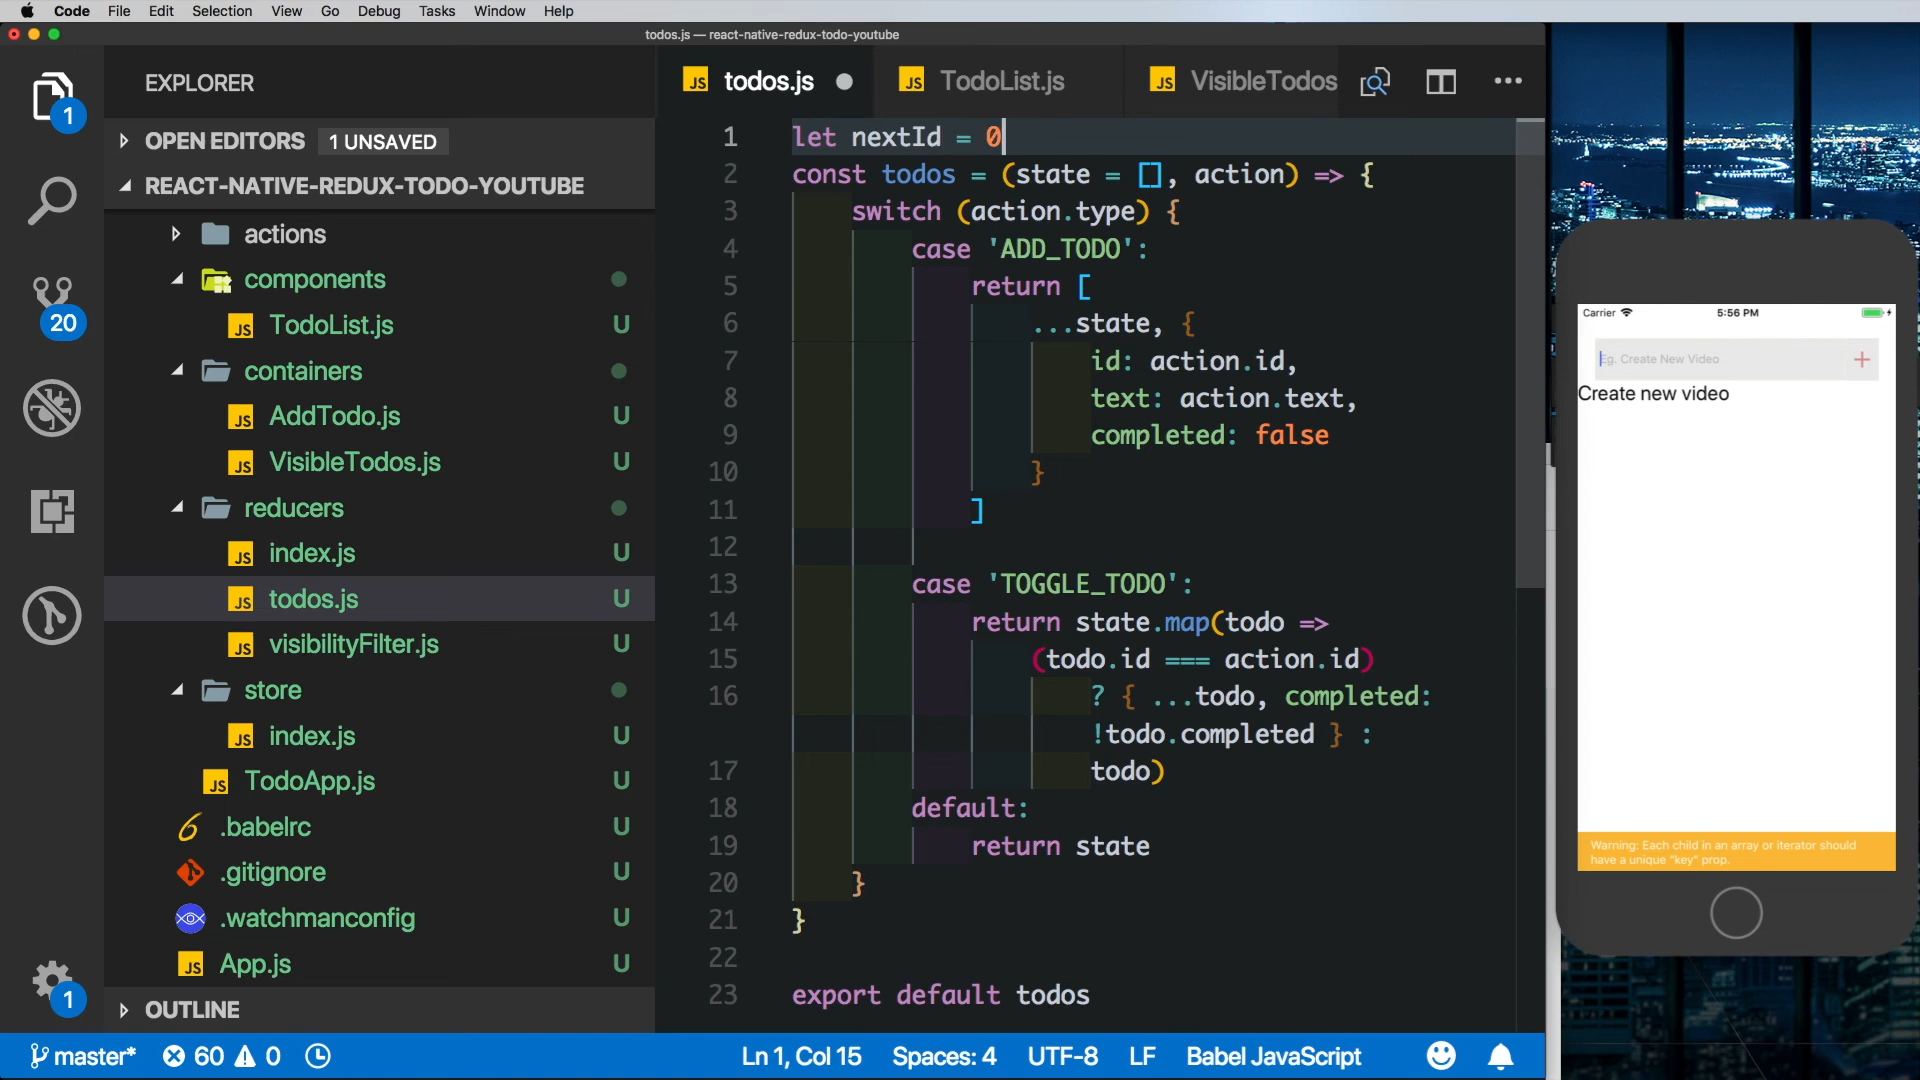 Code File Edit Selection View Go Debug Tasks Window Help
todos.js — react-native-redux-todo-youtube
EXPLORER
OPEN EDITORS 1 UNSAVED
REACT-NATIVE-REDUX-TODO-YOUTUBE
actions
components
JS TodoList.js U
containers
JS AddTodo.js U
JS VisibleTodos.js U
reducers
JS index.js U
JS todos.js U
JS visibilityFilter.js U
store
JS index.js U
JS TodoApp.js U
.babelrc U
.gitignore U
.watchmanconfig U
JS App.js U
OUTLINE
1
20
1
JS todos.js JS TodoList.js JS VisibleTodos
1 let nextId = 0
2 const todos = (state = [], action) => {
3 switch (action.type) {
4 case 'ADD_TODO':
5 return [
6 ...state, {
7 id: action.id,
8 text: action.text,
9 completed: false
10 }
11 ]
12
13 case 'TOGGLE_TODO':
14 return state.map(todo =>
15 (todo.id === action.id)
16 ? { ...todo, completed:
!todo.completed } :
17 todo)
18 default:
19 return state
20 }
21 }
22
23 export default todos
master* 60 0 Ln 1, Col 15 Spaces: 4 UTF-8 LF Babel JavaScript
Carrier 5:56 PM
Eg. Create New Video +
Create new video
Warning: Each child in an array or iterator should
have a unique "key" prop.